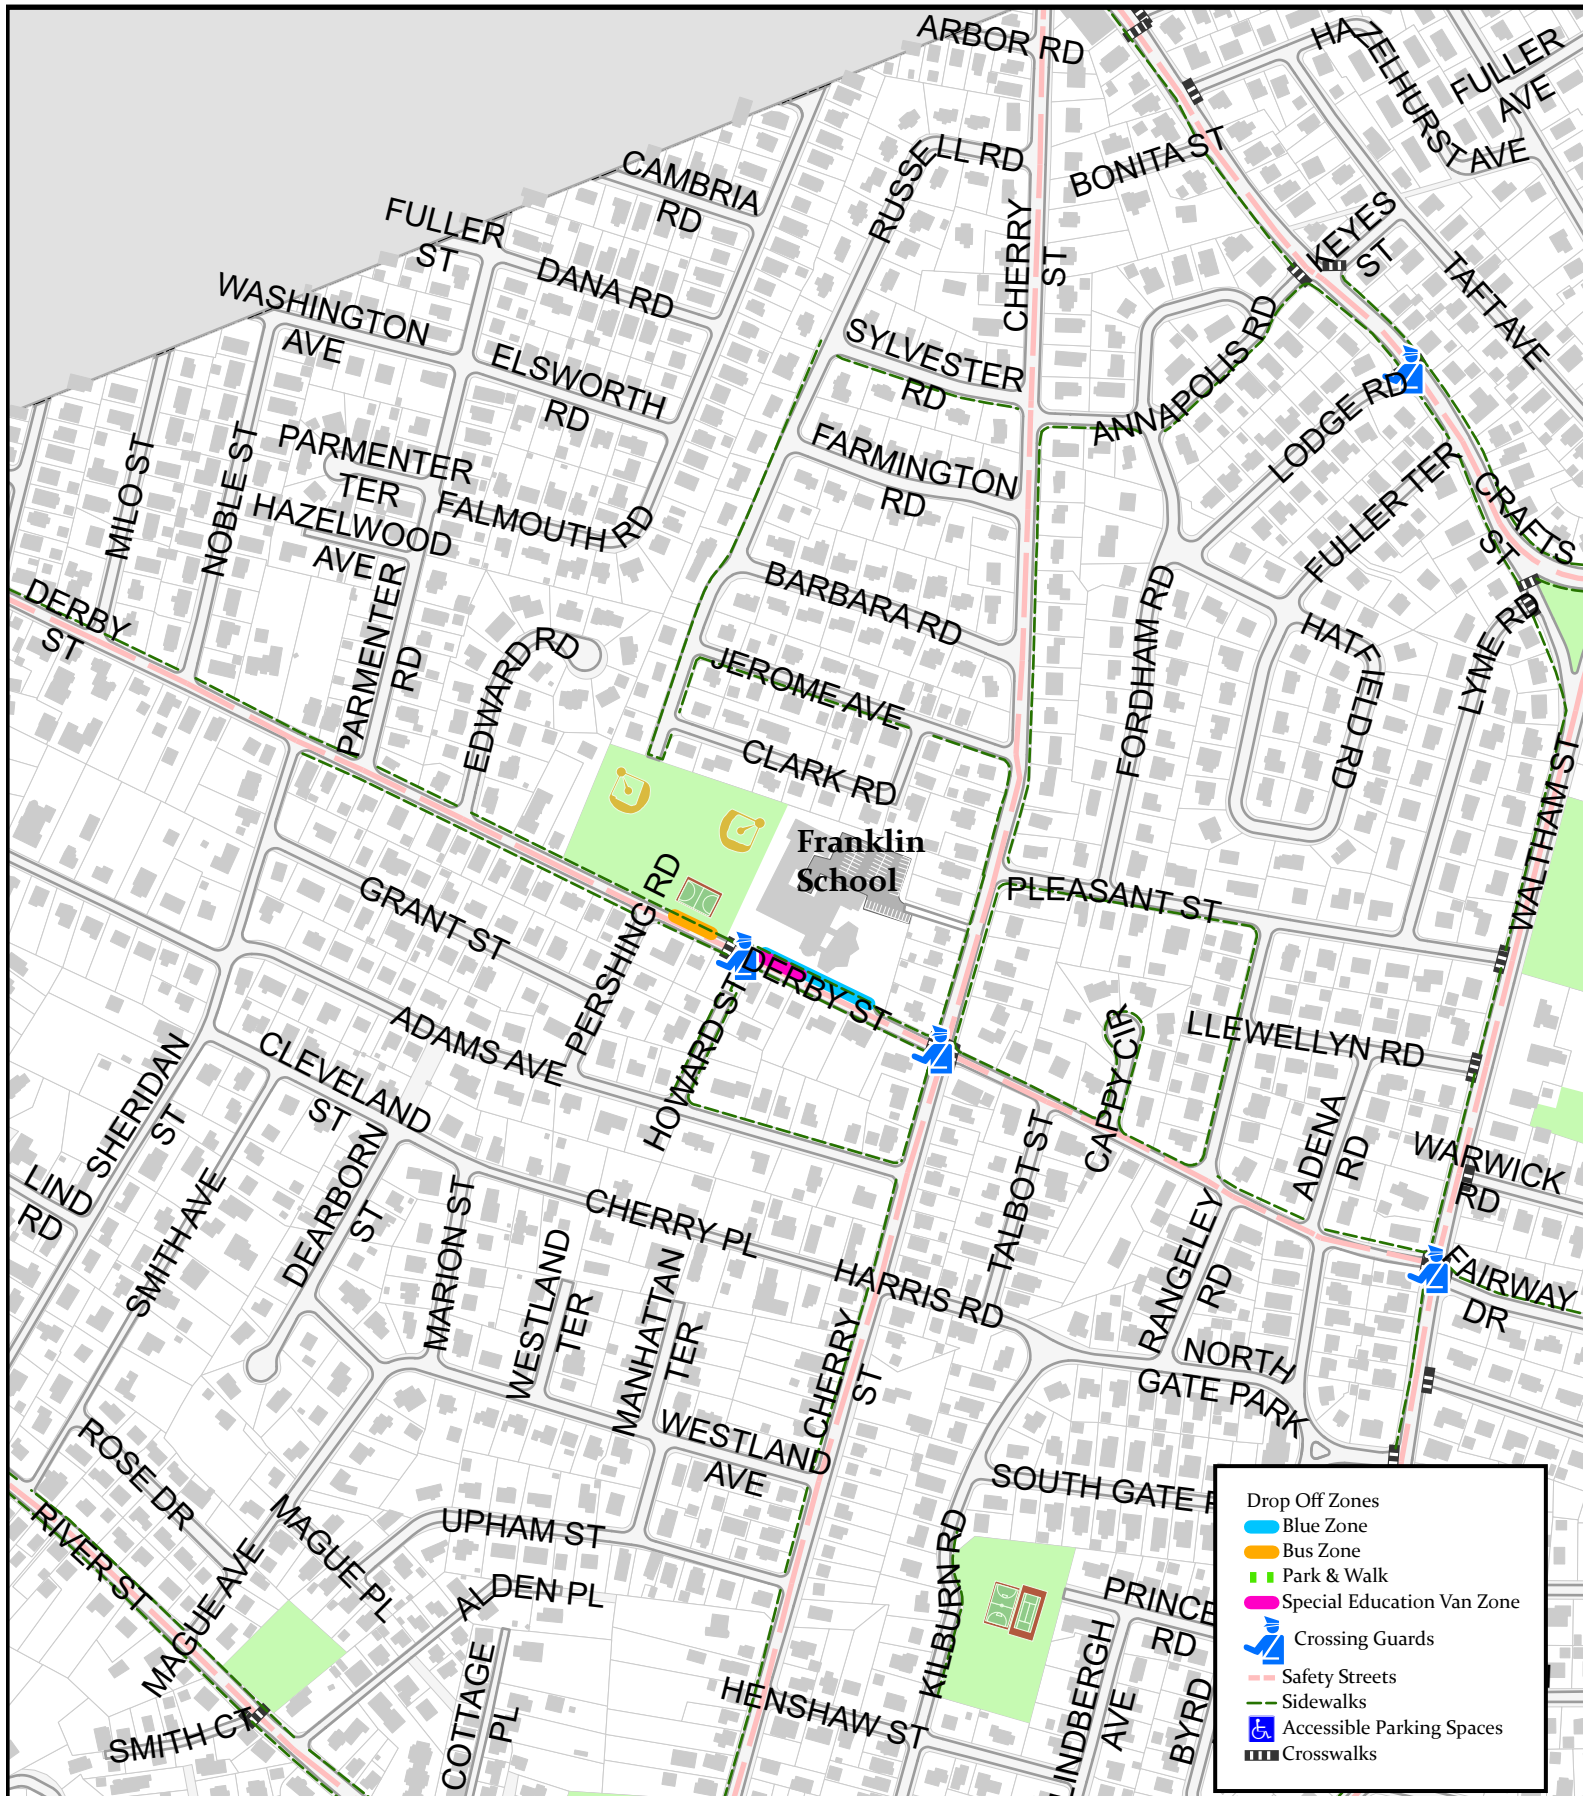 ARBOR RD
HAZELHURST AVE
FULLER
AVE
RUSSELL RD
BONITA ST
CAMBRIA
RD
FULLER
ST
DANA RD
CHERRY
ST
KEYES
ST
TAFT AVE
WASHINGTON
AVE
ELSWORTH
RD
SYLVESTER
RD
ANNAPOLIS RD
LODGE RD
FARMINGTON
RD
FULLER TER
CRAFTS
ST
MILO ST
NOBLE ST
PARMENTER
TER
HAZELWOOD
AVE
FALMOUTH RD
DERBY
ST
PARMENTER
RD
EDWARD RD
BARBARA RD
JEROME AVE
CLARK RD
FORDHAM RD
HATFIELD RD
LYME RD
WALTHAM ST
Franklin
School
GRANT ST
PERSHING RD
PLEASANT ST
DERBY ST
HOWARD ST
ADAMS AVE
CLEVELAND
ST
SHERIDAN
ST
CAPPY CIR
LLEWELLYN RD
ADENA
RD
WARWICK
RD
TALBOT ST
LIND
RD
SMITH AVE
DEARBORN
ST
MARION ST
CHERRY PL
HARRIS RD
RANGELEY
RD
FAIRWAY
DR
WESTLAND
TER
MANHATTAN
TER
CHERRY
ST
NORTH
GATE PARK
WESTLAND
AVE
SOUTH GATE
ROSE DR
MAGUE PL
UPHAM ST
RIVER ST
MAGUE AVE
ALDEN PL
KILBURN RD
PRINCE
RD
SMITH CT
COTTAGE
PL
HENSHAW ST
LINDBERGH
AVE
BYRD
Drop Off Zones
Blue Zone
Bus Zone
Park & Walk
Special Education Van Zone
Crossing Guards
Safety Streets
Sidewalks
Accessible Parking Spaces
Crosswalks